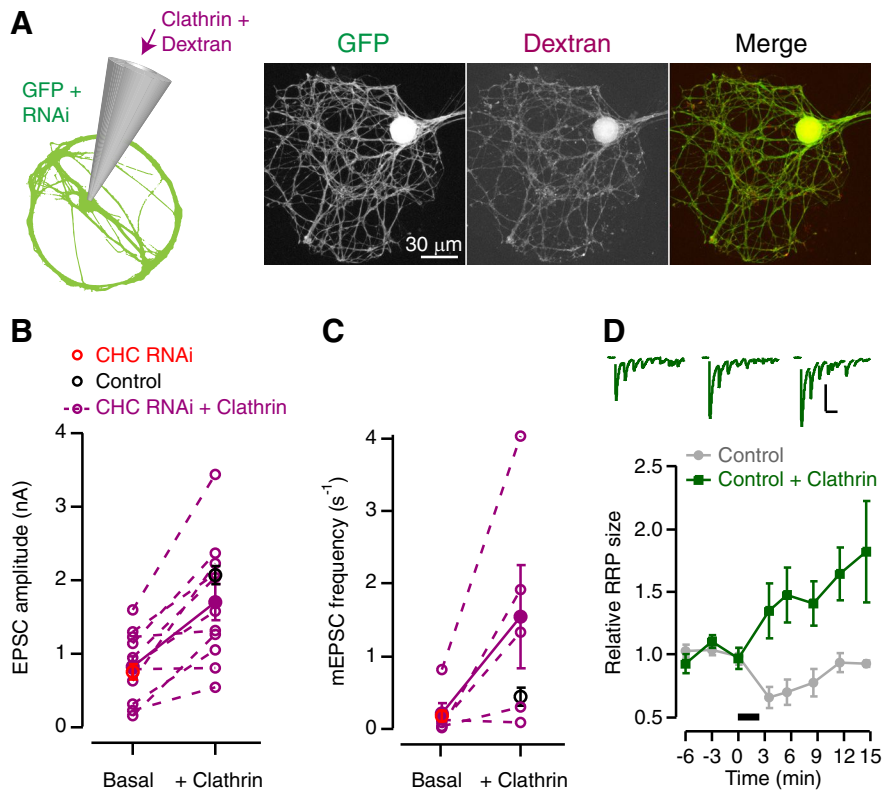 A
Clathrin +
Dextran
GFP +
RNAi
GFP
Dextran
Merge
30 μm
B
CHC RNAi
Control
CHC RNAi + Clathrin
EPSC amplitude (nA)
4
3
2
1
0
Basal
+ Clathrin
C
mEPSC frequency (s⁻¹)
4
3
2
1
0
Basal
+ Clathrin
D
Control
Control + Clathrin
Relative RRP size
2.5
2.0
1.5
1.0
0.5
-6 -3 0 3 6 9 12 15
Time (min)